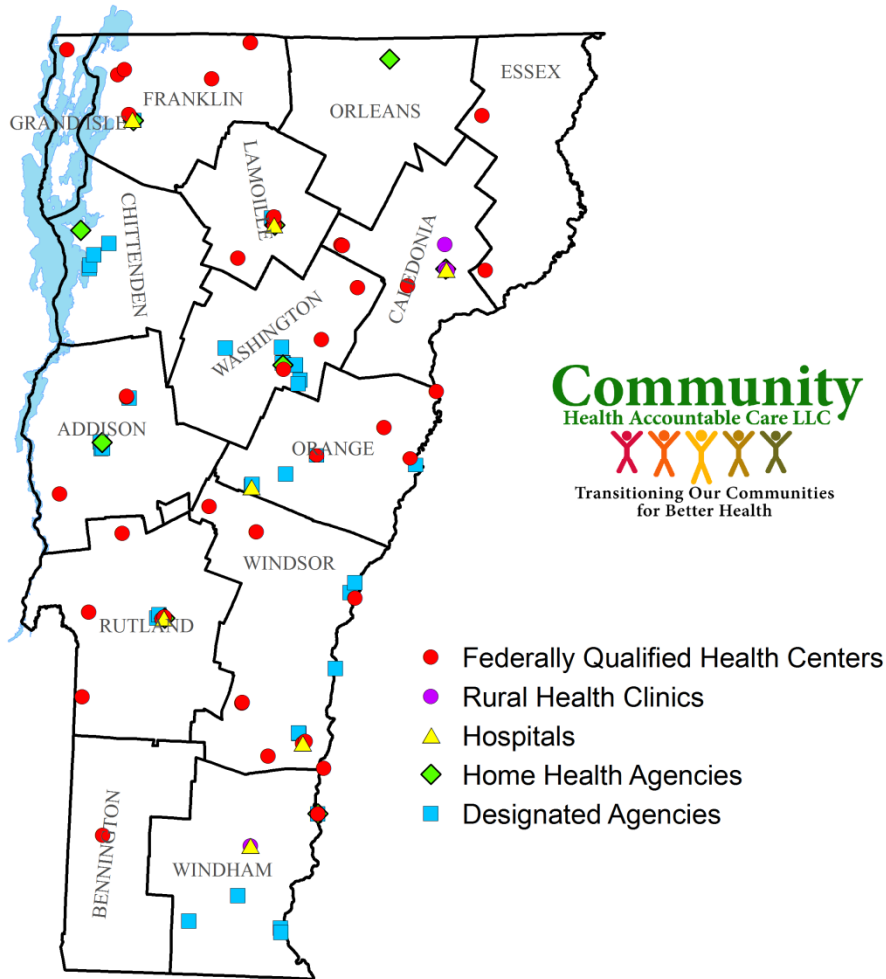 ESSEX
FRANKLIN
ORLEANS
GRAND ISLE
LAMOILLE
CHITTENDEN
CALEDONIA
WASHINGTON
Community
Health Accountable Care LLC
ADDISON
ORANGE
Transitioning Our Communities
for Better Health
WINDSOR
RUTLAND
Federally Qualified Health Centers
Rural Health Clinics
Hospitals
Home Health Agencies
Designated Agencies
BENNINGTON
WINDHAM